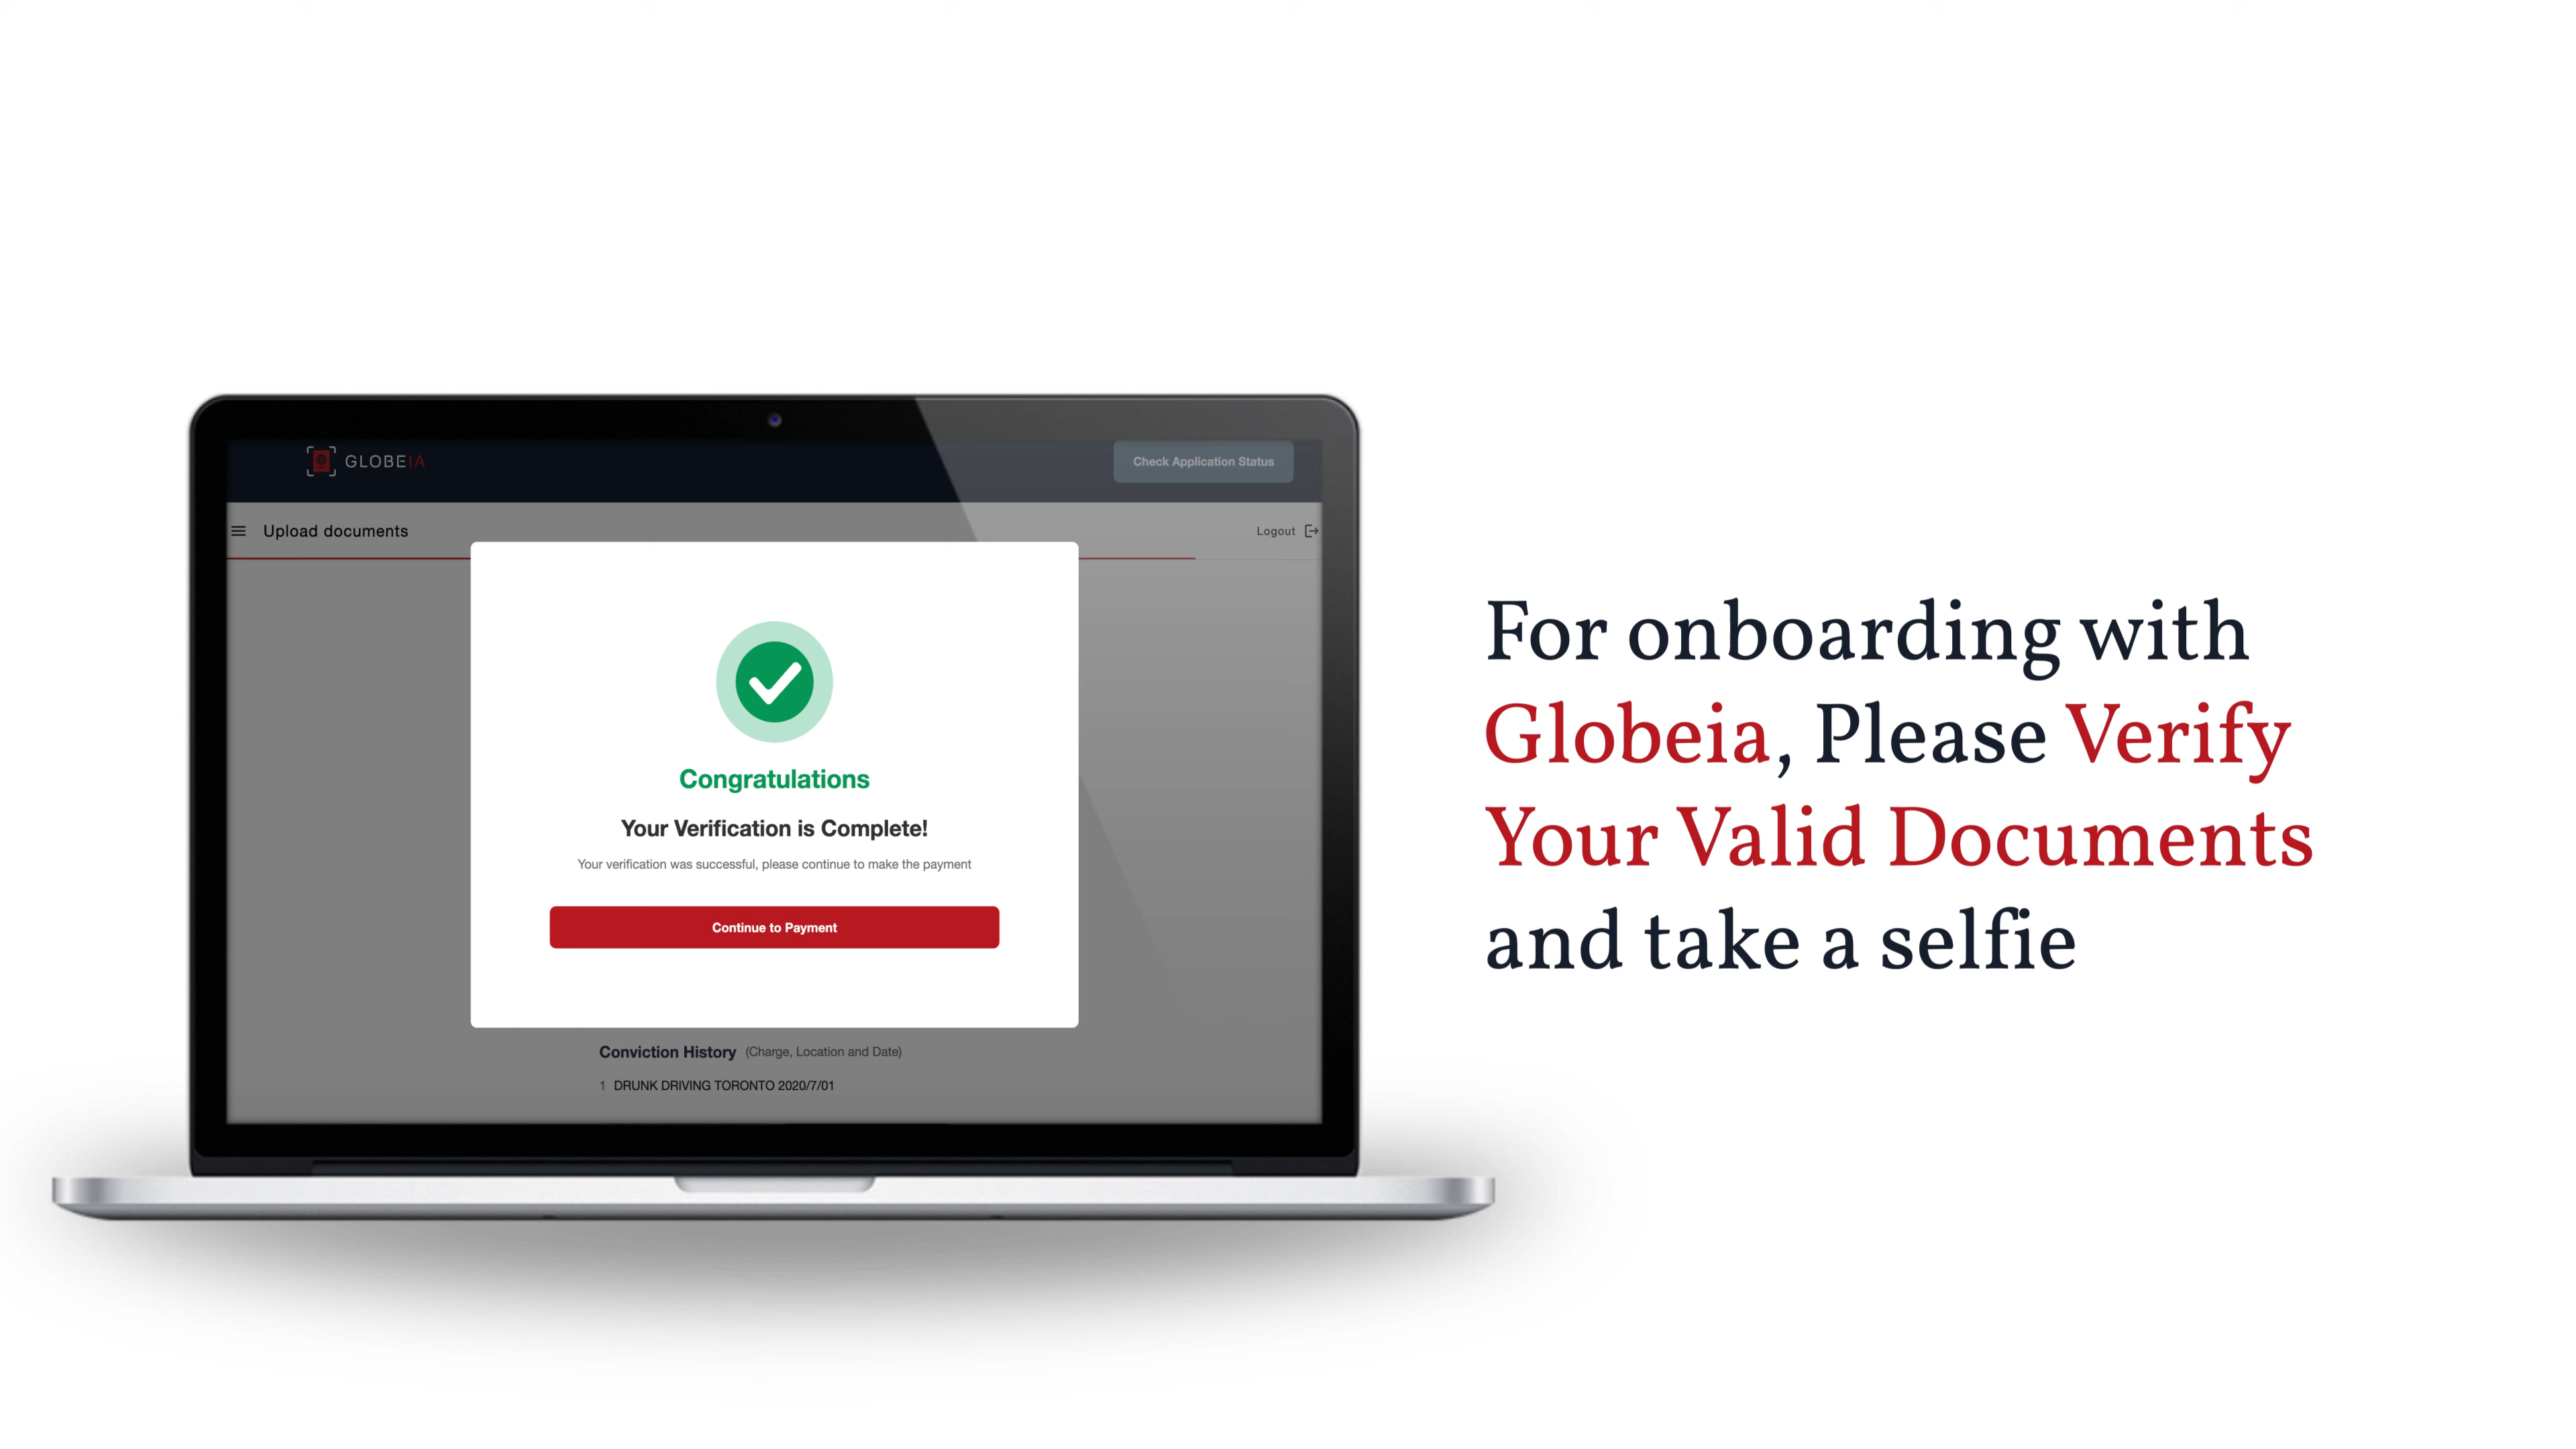 GLOBEIA
Check Application Status
Upload documents
Logout
Congratulations
Your Verification is Complete!
Your verification was successful, please continue to make the payment
Continue to Payment
Conviction History (Charge, Location and Date)
1 DRUNK DRIVING TORONTO 2020/7/01
For onboarding with
Globeia, Please Verify
Your Valid Documents
and take a selfie